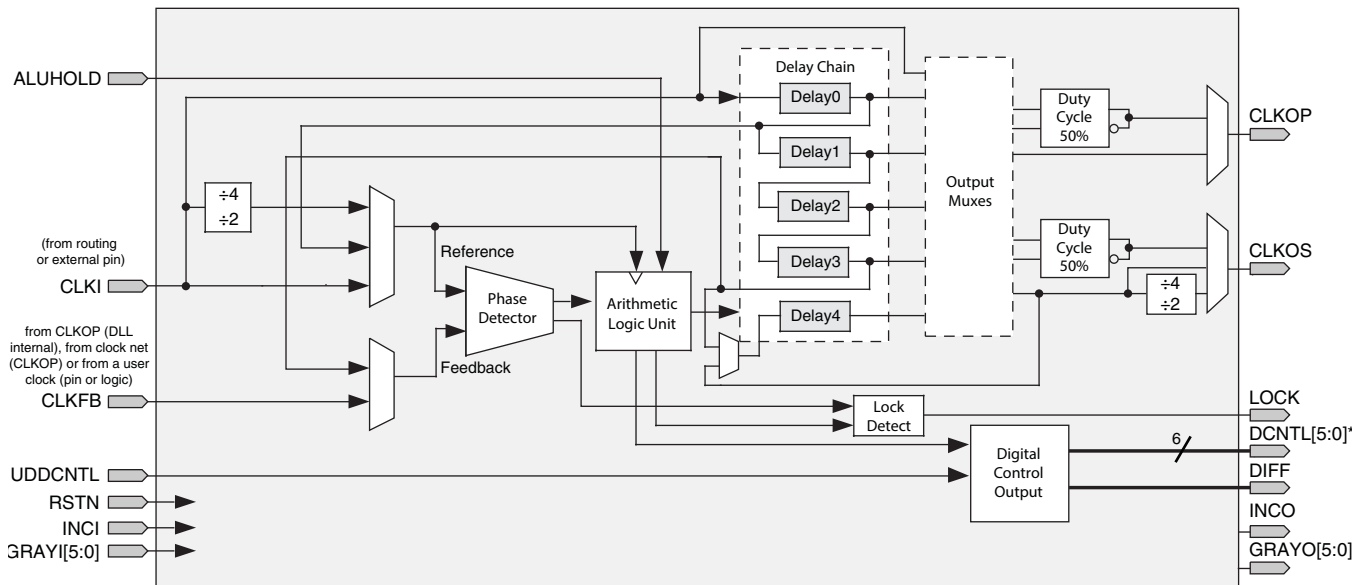 ALUHOLD
Delay Chain
Delay0
Delay1
Delay2
Delay3
Delay4
Output
Muxes
Duty
Cycle
50%
CLKOP
Duty
Cycle
50%
CLKOS
÷4
÷2
÷4
÷2
(from routing
or external pin)
CLKI
Reference
Phase
Detector
Arithmetic
Logic Unit
Feedback
from CLKOP (DLL
internal), from clock net
(CLKOP) or from a user
clock (pin or logic)
CLKFB
Lock
Detect
LOCK
DCNTL[5:0]*
6
Digital
Control
Output
DIFF
UDDCNTL
RSTN
INCI
GRAYI[5:0]
INCO
GRAYO[5:0]